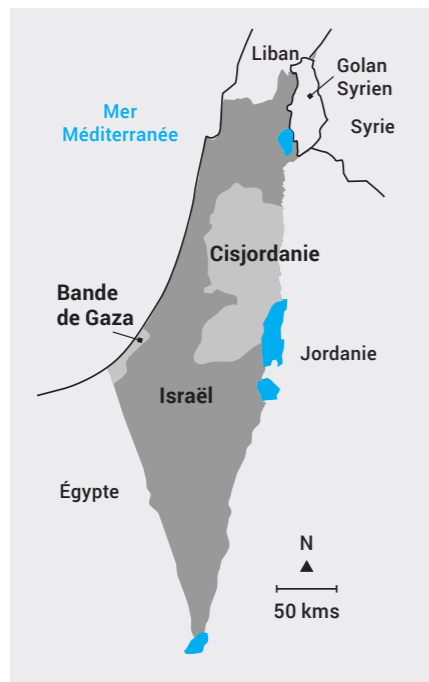 Liban
Golan
Syrien
Mer
Méditerranée
Syrie
Cisjordanie
Bande
de Gaza
Jordanie
Israël
Égypte
N
50 kms